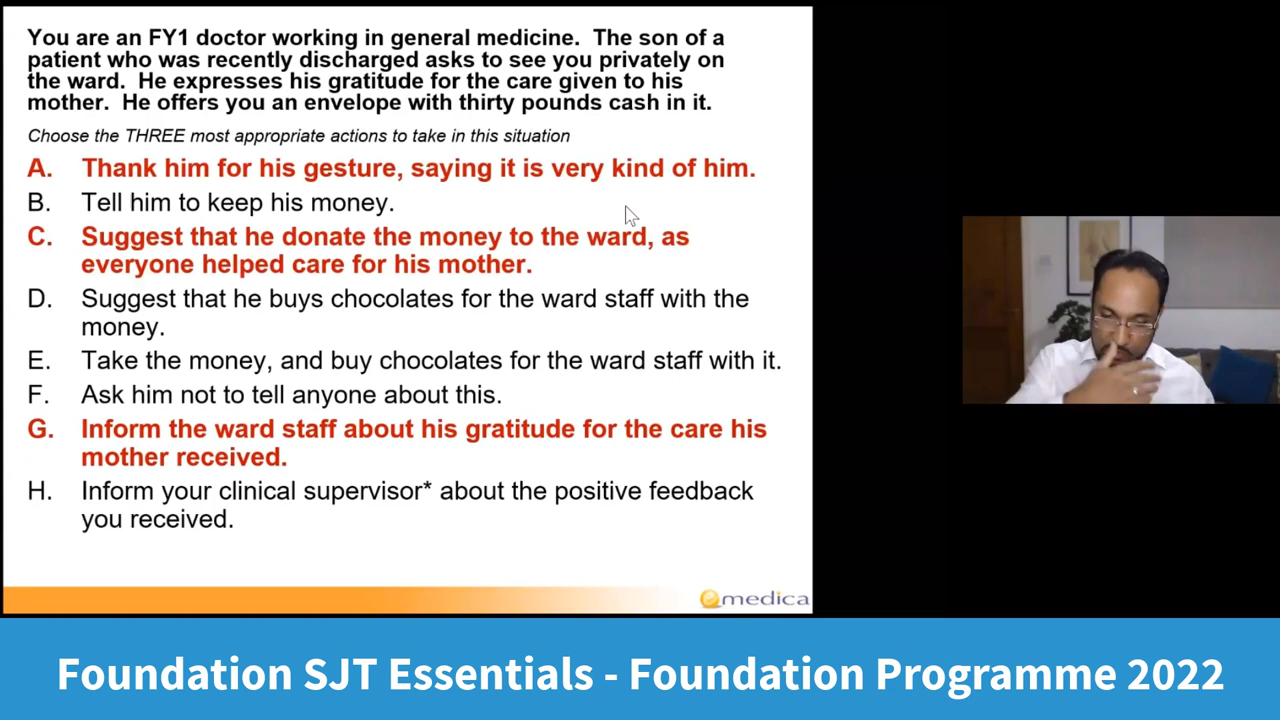 You are an FY1 doctor working in general medicine. The son of a
patient who was recently discharged asks to see you privately on
the ward. He expresses his gratitude for the care given to his
mother. He offers you an envelope with thirty pounds cash in it.
Choose the THREE most appropriate actions to take in this situation
A. Thank him for his gesture, saying it is very kind of him.
B. Tell him to keep his money.
C. Suggest that he donate the money to the ward, as
everyone helped care for his mother.
D. Suggest that he buys chocolates for the ward staff with the
money.
E. Take the money, and buy chocolates for the ward staff with it.
F. Ask him not to tell anyone about this.
G. Inform the ward staff about his gratitude for the care his
mother received.
H. Inform your clinical supervisor* about the positive feedback
you received.
emedica
Foundation SJT Essentials - Foundation Programme 2022